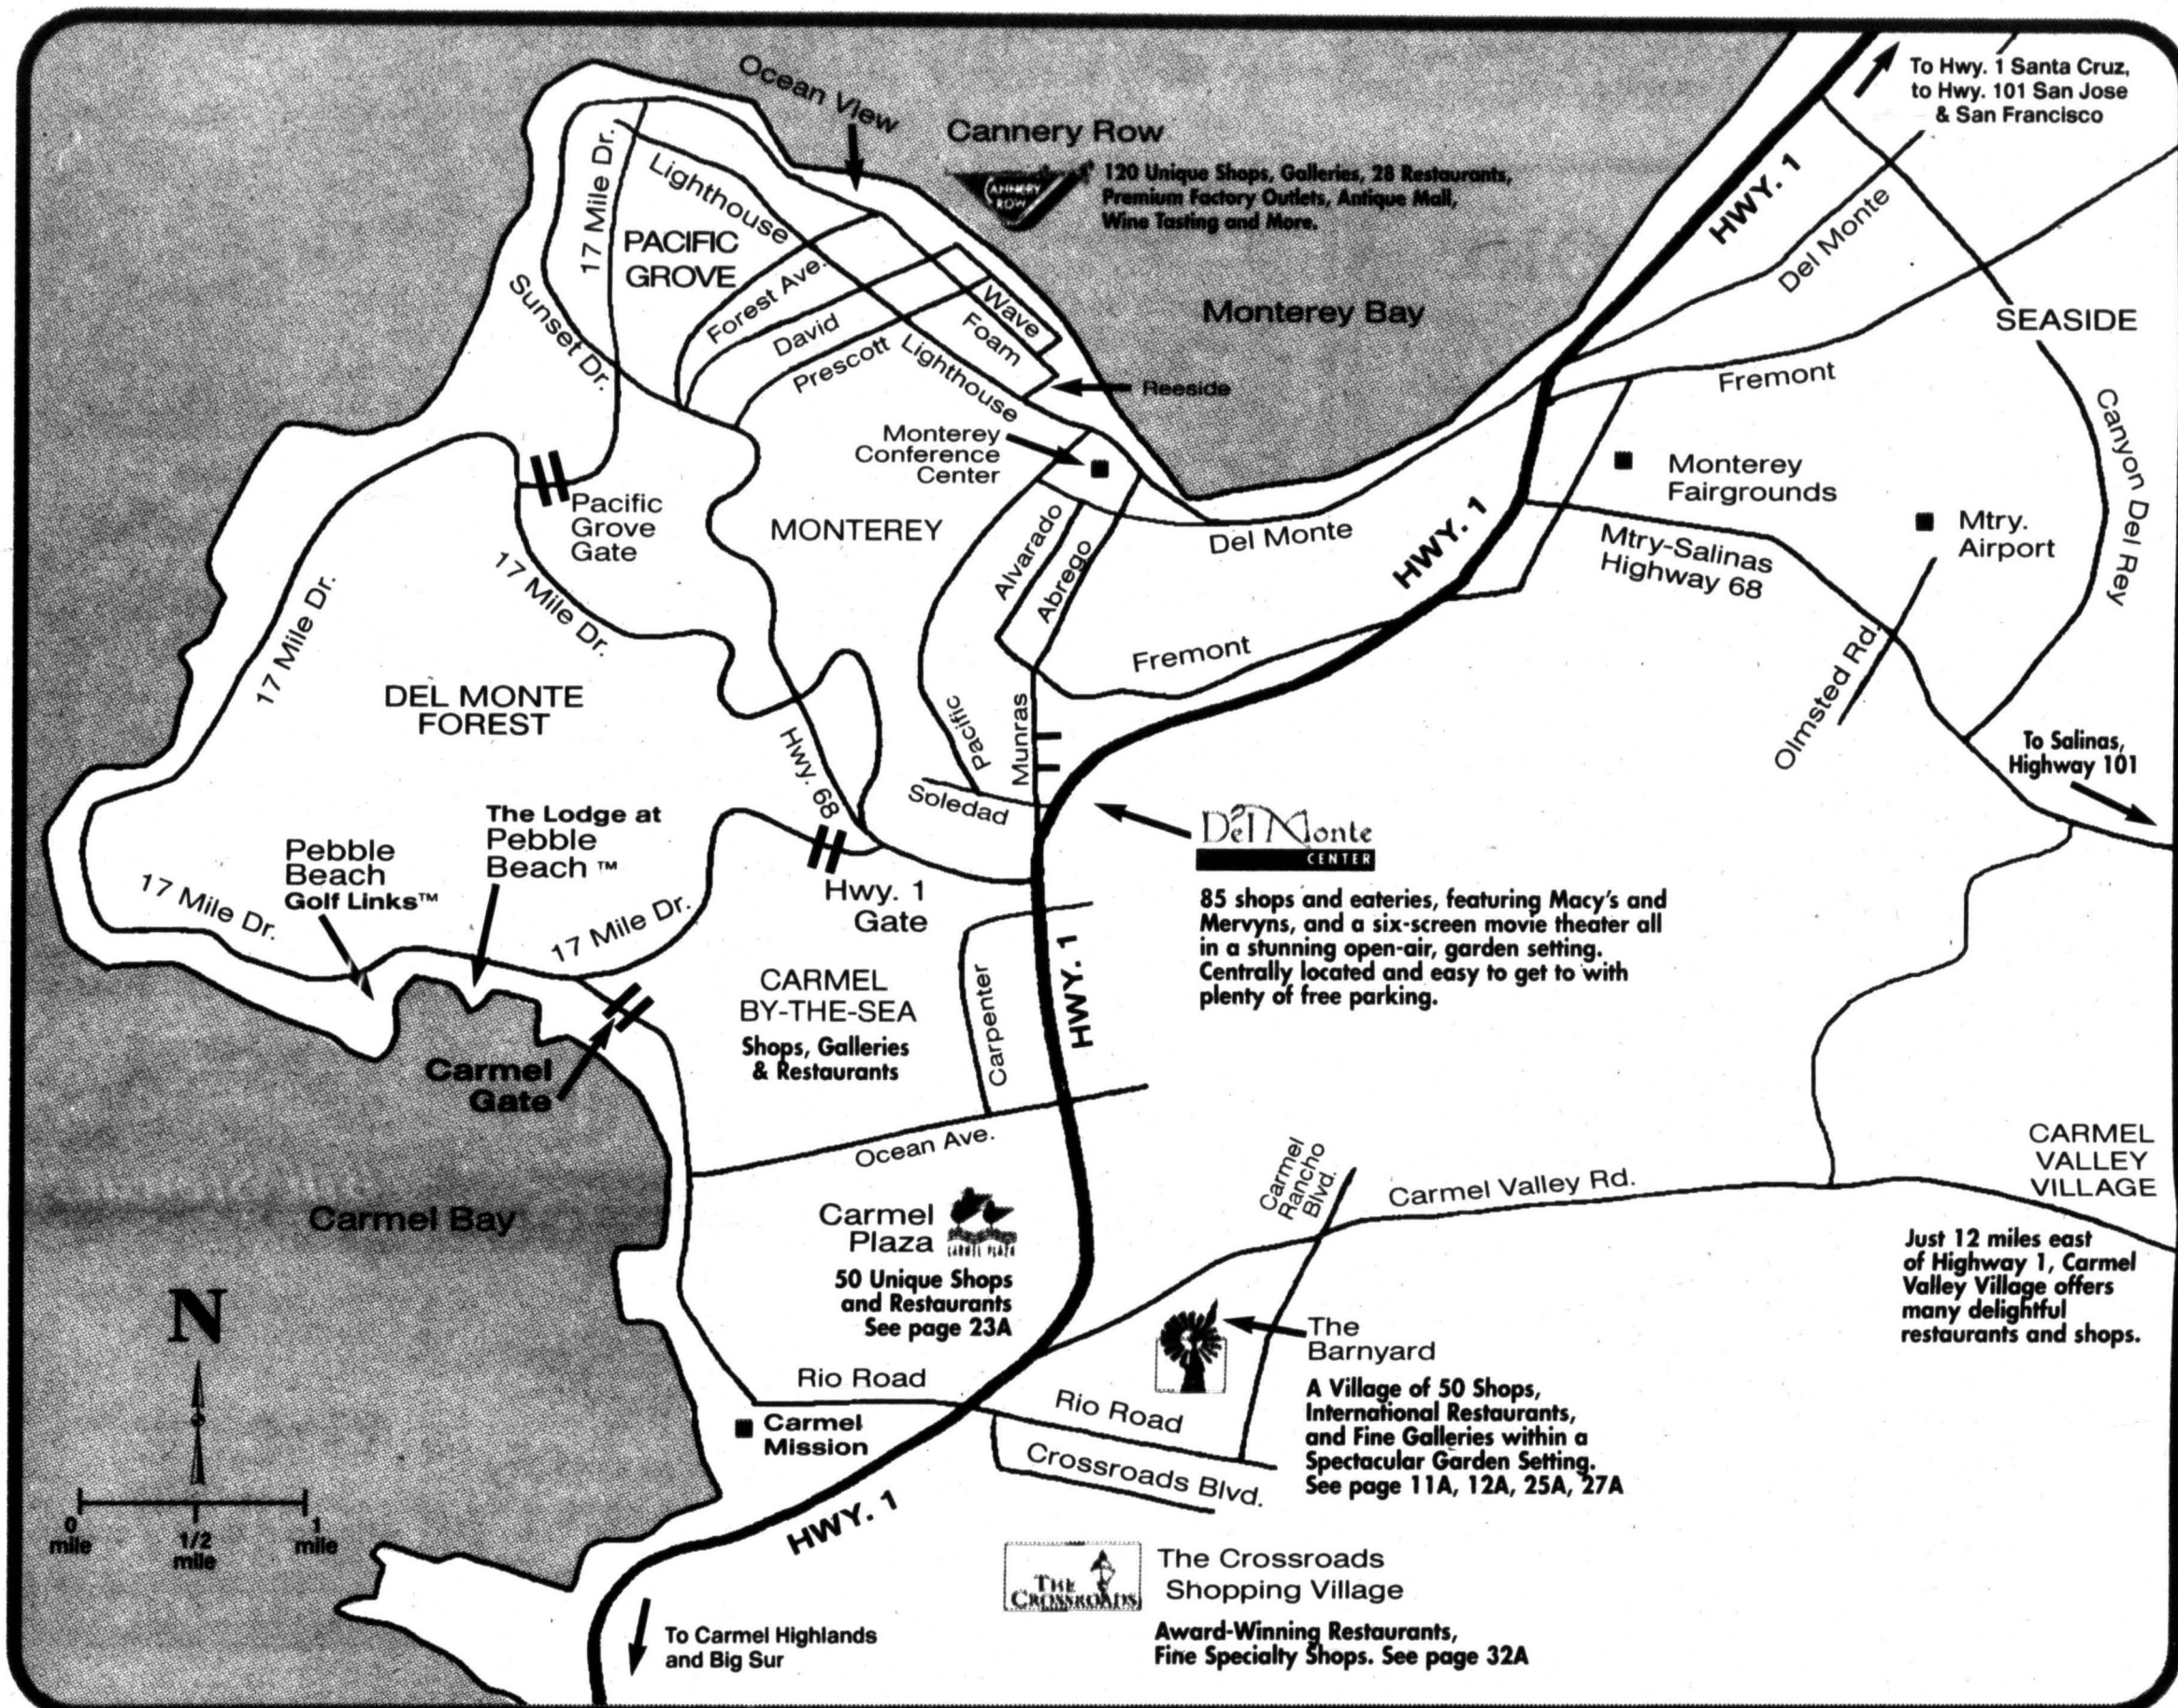 To Hwy. 1 Santa Cruz,
to Hwy. 101 San Jose
& San Francisco
Ocean View
Cannery Row
CANNERY
ROW
120 Unique Shops, Galleries, 28 Restaurants,
Premium Factory Outlets, Antique Mall,
Wine Tasting and More.
17 Mile Dr.
Lighthouse
PACIFIC
GROVE
HWY. 1
Del Monte
Sunset Dr.
Forest Ave.
David
Prescott
Lighthouse
Wave
Foam
Reeside
Monterey Bay
SEASIDE
Fremont
Canyon Del Rey
Monterey
Conference
Center
Monterey
Fairgrounds
Mtry.
Airport
Pacific
Grove
Gate
MONTEREY
Alvarado
Abrego
Del Monte
HWY. 1
Mtry-Salinas
Highway 68
17 Mile Dr.
17 Mile Dr.
Fremont
Olmsted Rd.
DEL MONTE
FOREST
Hwy. 68
Pacific
Munras
Soledad
To Salinas,
Highway 101
Del Monte
CENTER
85 shops and eateries, featuring Macy's and
Mervyns, and a six-screen movie theater all
in a stunning open-air, garden setting.
Centrally located and easy to get to with
plenty of free parking.
Pebble
Beach
Golf Links™
The Lodge at
Pebble
Beach ™
17 Mile Dr.
17 Mile Dr.
Hwy. 1
Gate
CARMEL
BY-THE-SEA
Shops, Galleries
& Restaurants
Carpenter
HWY. 1
Carmel
Gate
Ocean Ave.
Carmel Bay
Carmel
Plaza
CARMEL PLAZA
50 Unique Shops
and Restaurants
See page 23A
Carmel
Rancho
Blvd.
Carmel Valley Rd.
CARMEL
VALLEY
VILLAGE
Just 12 miles east
of Highway 1, Carmel
Valley Village offers
many delightful
restaurants and shops.
The
Barnyard
A Village of 50 Shops,
International Restaurants,
and Fine Galleries within a
Spectacular Garden Setting.
See page 11A, 12A, 25A, 27A
Rio Road
Rio Road
Carmel
Mission
Crossroads Blvd.
HWY. 1
N
0
mile
1/2
mile
1
mile
THE
CROSSROADS
The Crossroads
Shopping Village
Award-Winning Restaurants,
Fine Specialty Shops. See page 32A
To Carmel Highlands
and Big Sur